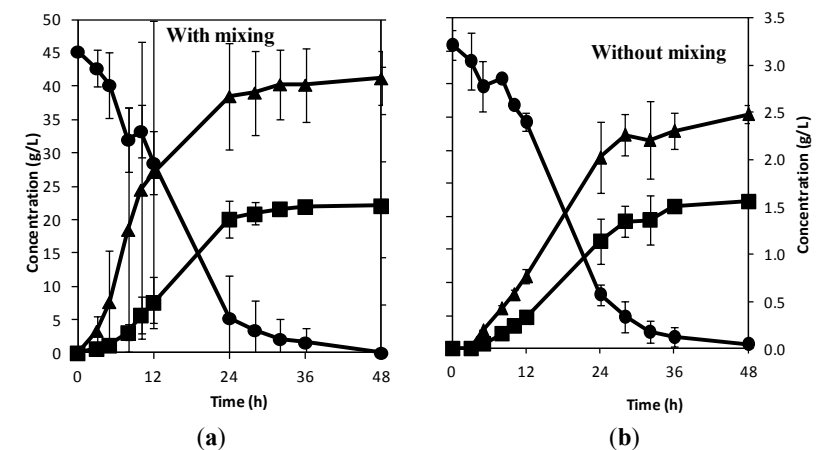 With mixing
50
45
40
35
30
25
20
15
10
5
0
Concentration (g/L)
0 12 24 36 48
Time (h)
(a)
Without mixing
3.5
3.0
2.5
2.0
1.5
1.0
0.5
0.0
Concentration (g/L)
0 12 24 36 48
Time (h)
(b)